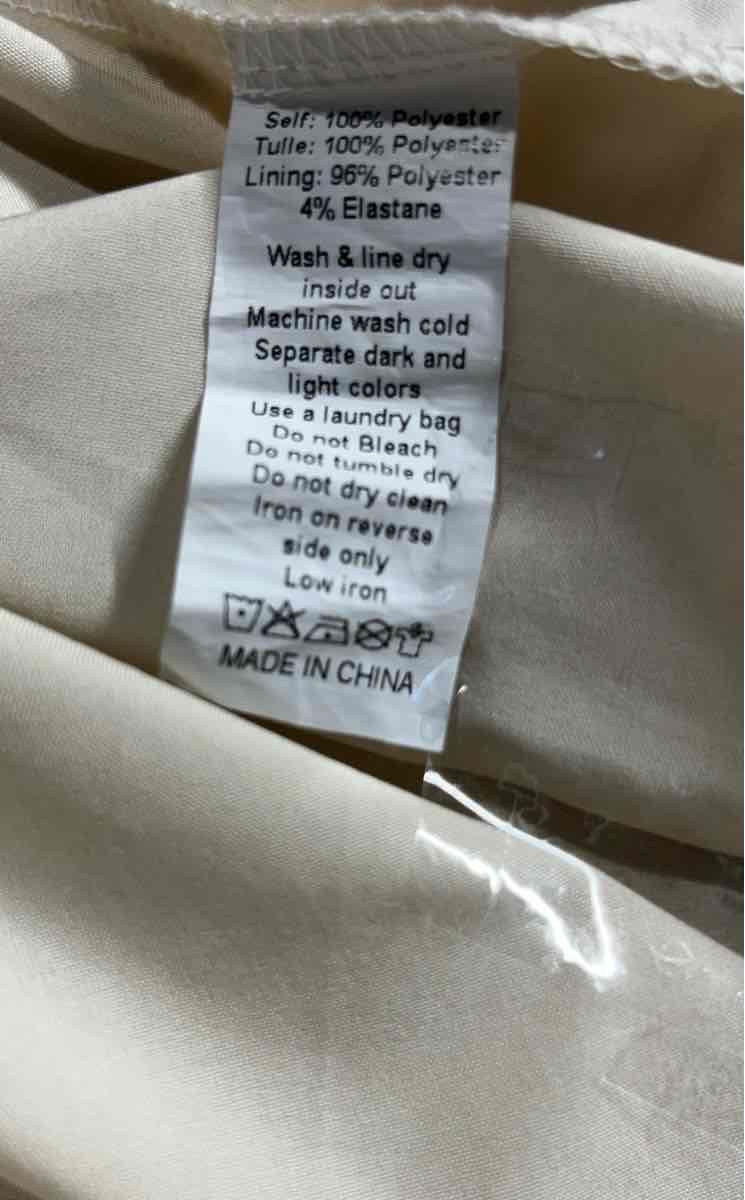 Self: 100% Polyester
Tulle: 100% Polyester
Lining: 96% Polyester
4% Elastane
Wash & line dry
inside out
Machine wash cold
Separate dark and
light colors
Use a laundry bag
Do not Bleach
Do not tumble dry
Do not dry clean
Iron on reverse
side only
Low iron
MADE IN CHINA